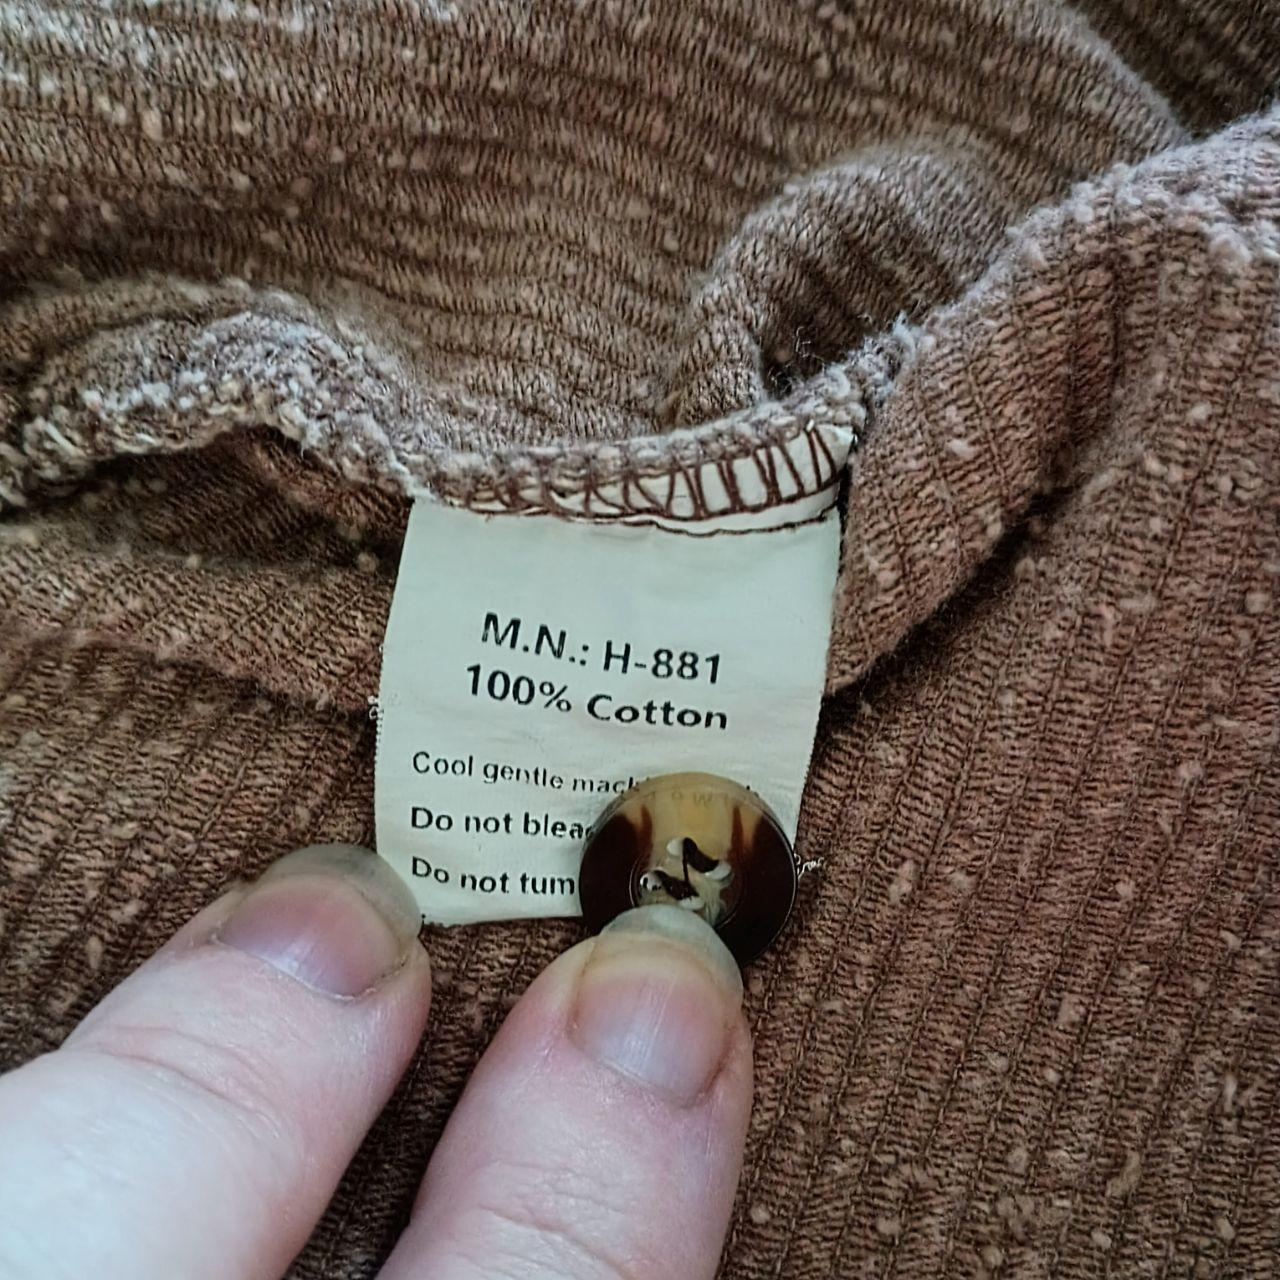 M.N.: H-881
100% Cotton
Cool gentle
Do not
Do not